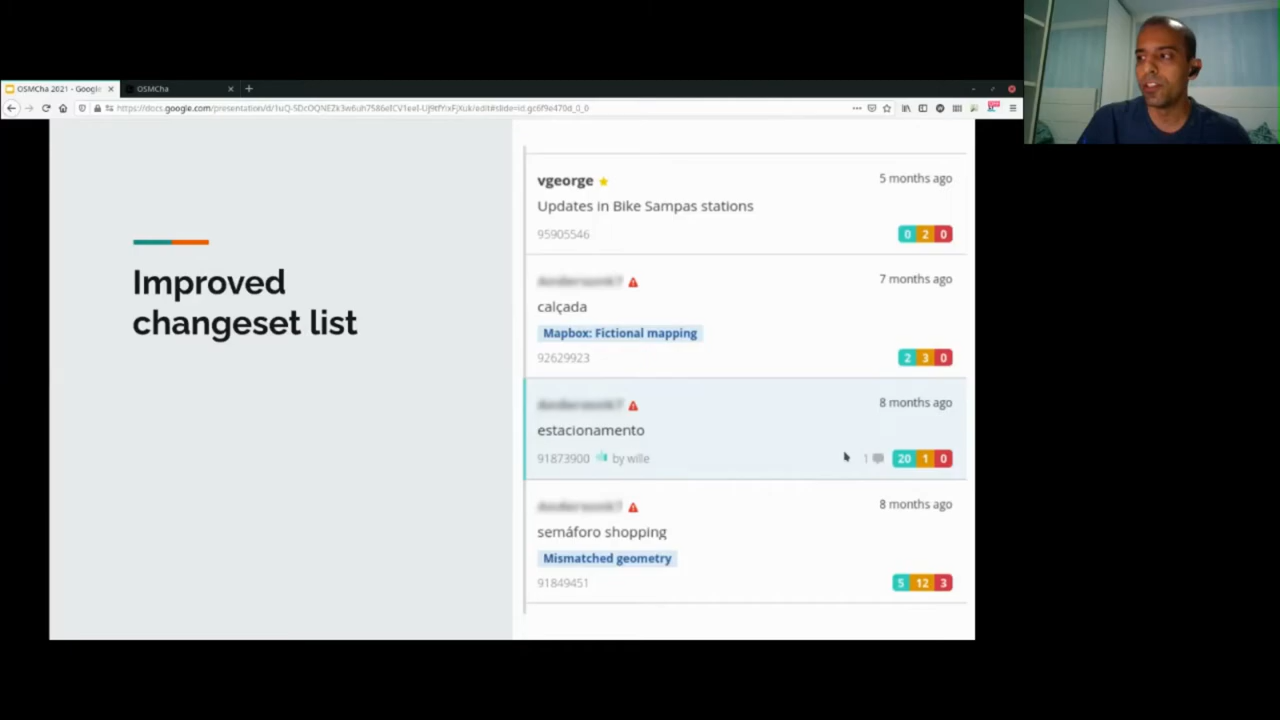 OSMCha 2021 - Google
OSMCha
Improved
changeset list
vgeorge
5 months ago
Updates in Bike Sampas stations
95905546
0 2 0
7 months ago
calçada
Mapbox: Fictional mapping
92629923
2 3 0
8 months ago
estacionamento
91873900 by wille
1
20 1 0
8 months ago
semáforo shopping
Mismatched geometry
91849451
5 12 3